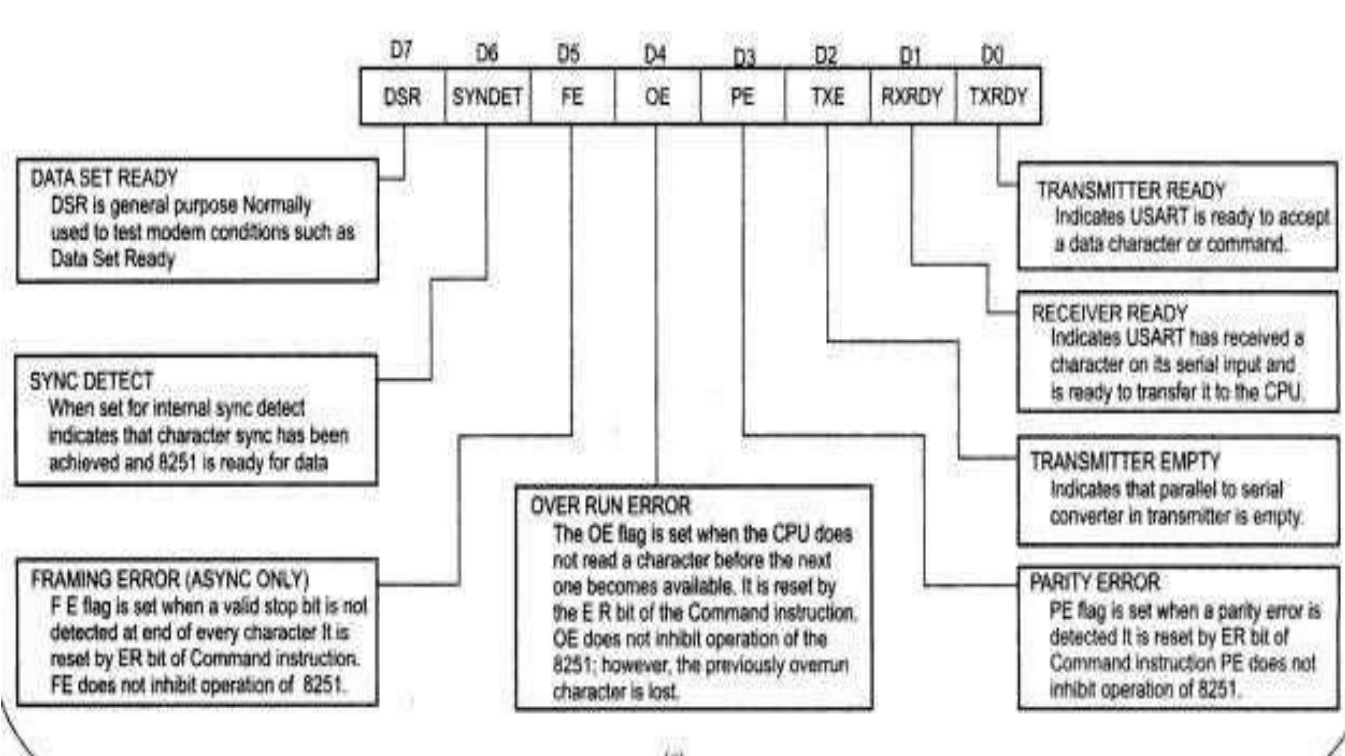 D7 D6 D5 D4 D3 D2 D1 D0
DSR SYNDET FE OE PE TXE RXRDY TXRDY
DATA SET READY
DSR is general purpose Normally
used to test modem conditions such as
Data Set Ready
SYNC DETECT
When set for internal sync detect
indicates that character sync has been
achieved and 8251 is ready for data
FRAMING ERROR (ASYNC ONLY)
F E flag is set when a valid stop bit is not
detected at end of every character It is
reset by ER bit of Command instruction.
FE does not inhibit operation of 8251.
OVER RUN ERROR
The OE flag is set when the CPU does
not read a character before the next
one becomes available. It is reset by
the E R bit of the Command instruction.
OE does not inhibit operation of the
8251; however, the previously overrun
character is lost.
TRANSMITTER READY
Indicates USART is ready to accept
a data character or command.
RECEIVER READY
Indicates USART has received a
character on its serial input and
is ready to transfer it to the CPU.
TRANSMITTER EMPTY
Indicates that parallel to serial
converter in transmitter is empty.
PARITY ERROR
PE flag is set when a parity error is
detected It is reset by ER bit of
Command instruction PE does not
inhibit operation of 8251.